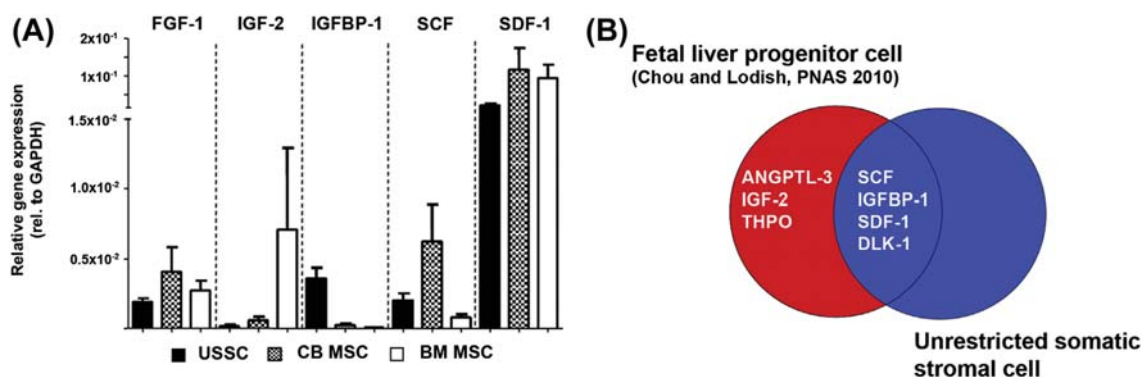 (A)
FGF-1 IGF-2 IGFBP-1 SCF SDF-1
Relative gene expression
(rel. to GAPDH)
2x10⁻¹
1x10⁻¹
1.5x10⁻²
1.0x10⁻²
0.5x10⁻²
USSC CB MSC BM MSC
(B)
Fetal liver progenitor cell
(Chou and Lodish, PNAS 2010)
ANGPTL-3
IGF-2
THPO
SCF
IGFBP-1
SDF-1
DLK-1
Unrestricted somatic
stromal cell